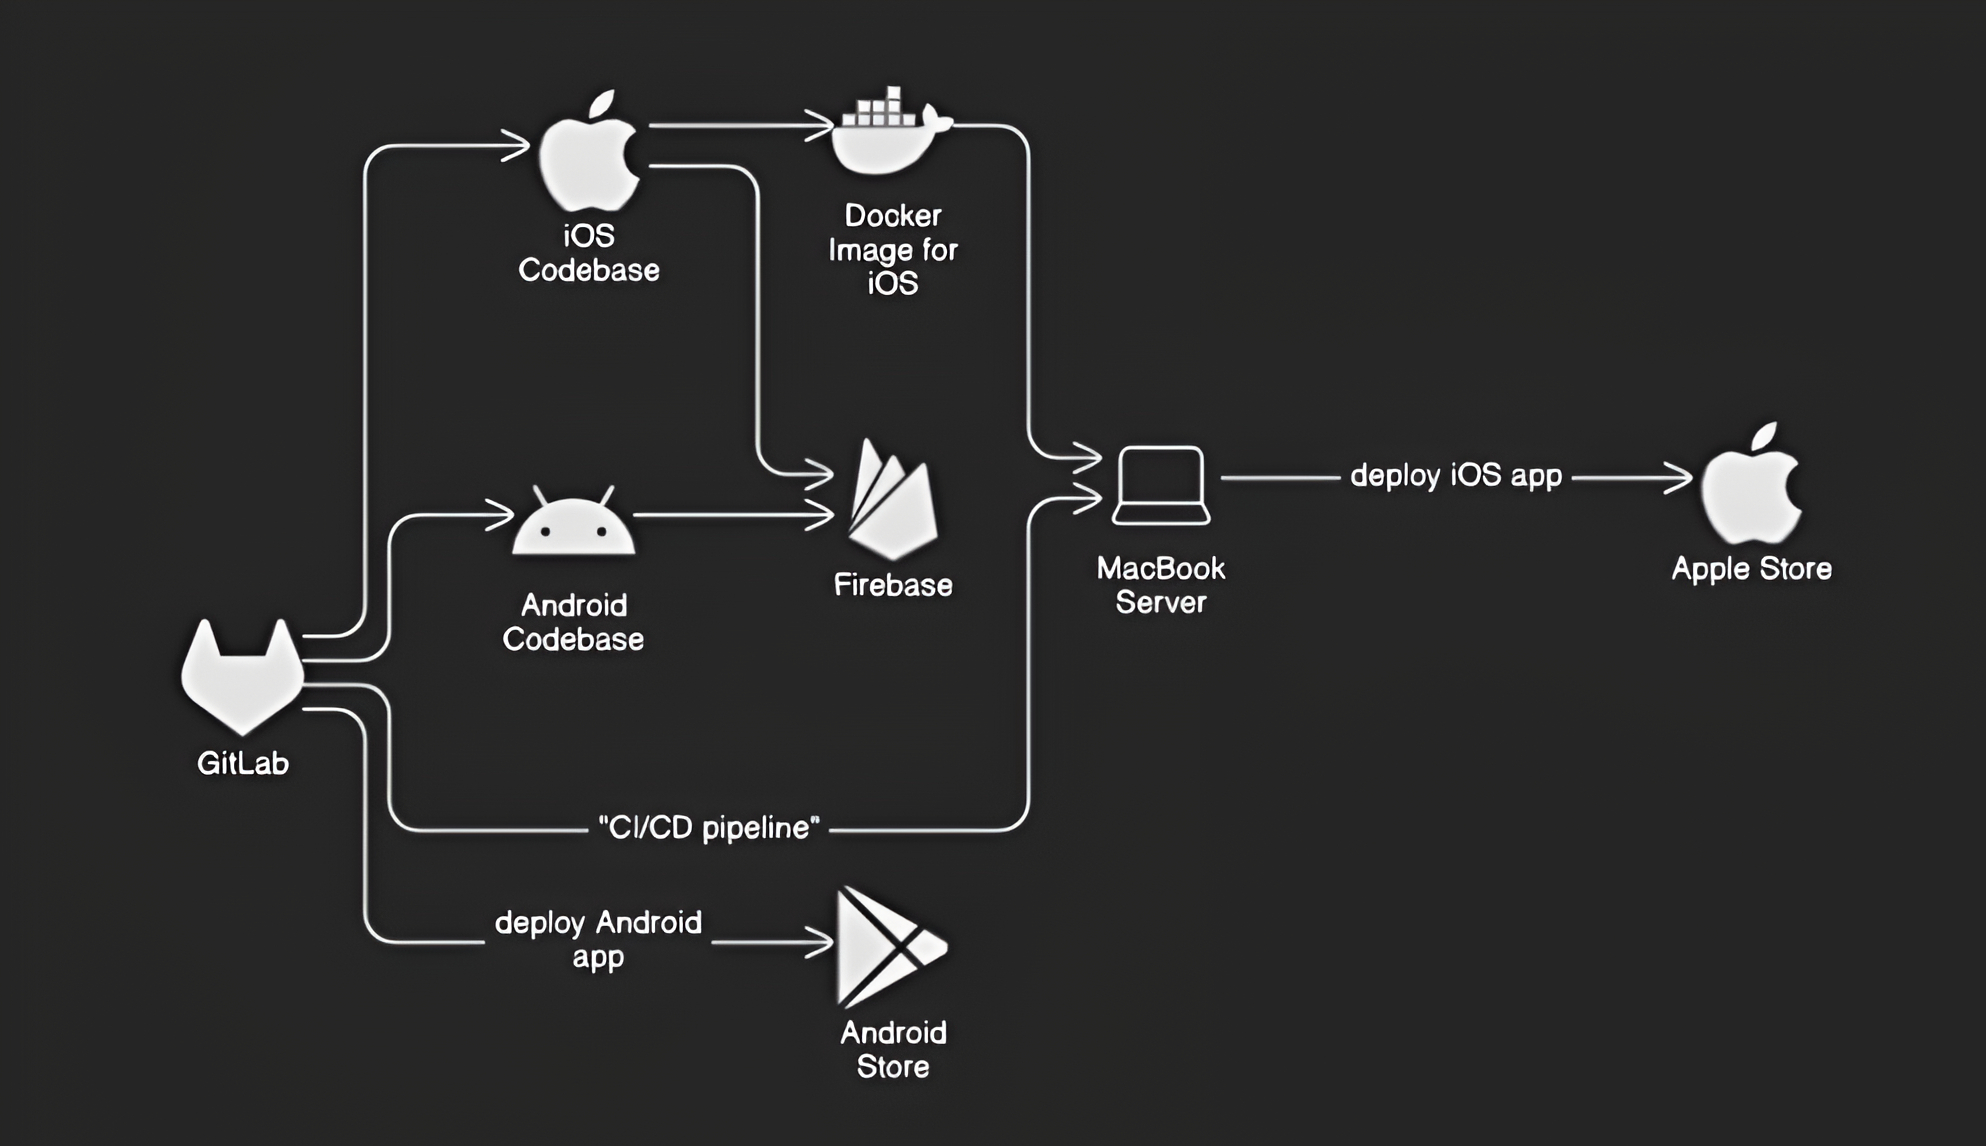 iOS
Codebase
Docker
Image for
iOS
Android
Codebase
Firebase
MacBook
Server
deploy iOS app
Apple Store
GitLab
"CI/CD pipeline"
deploy Android
app
Android
Store